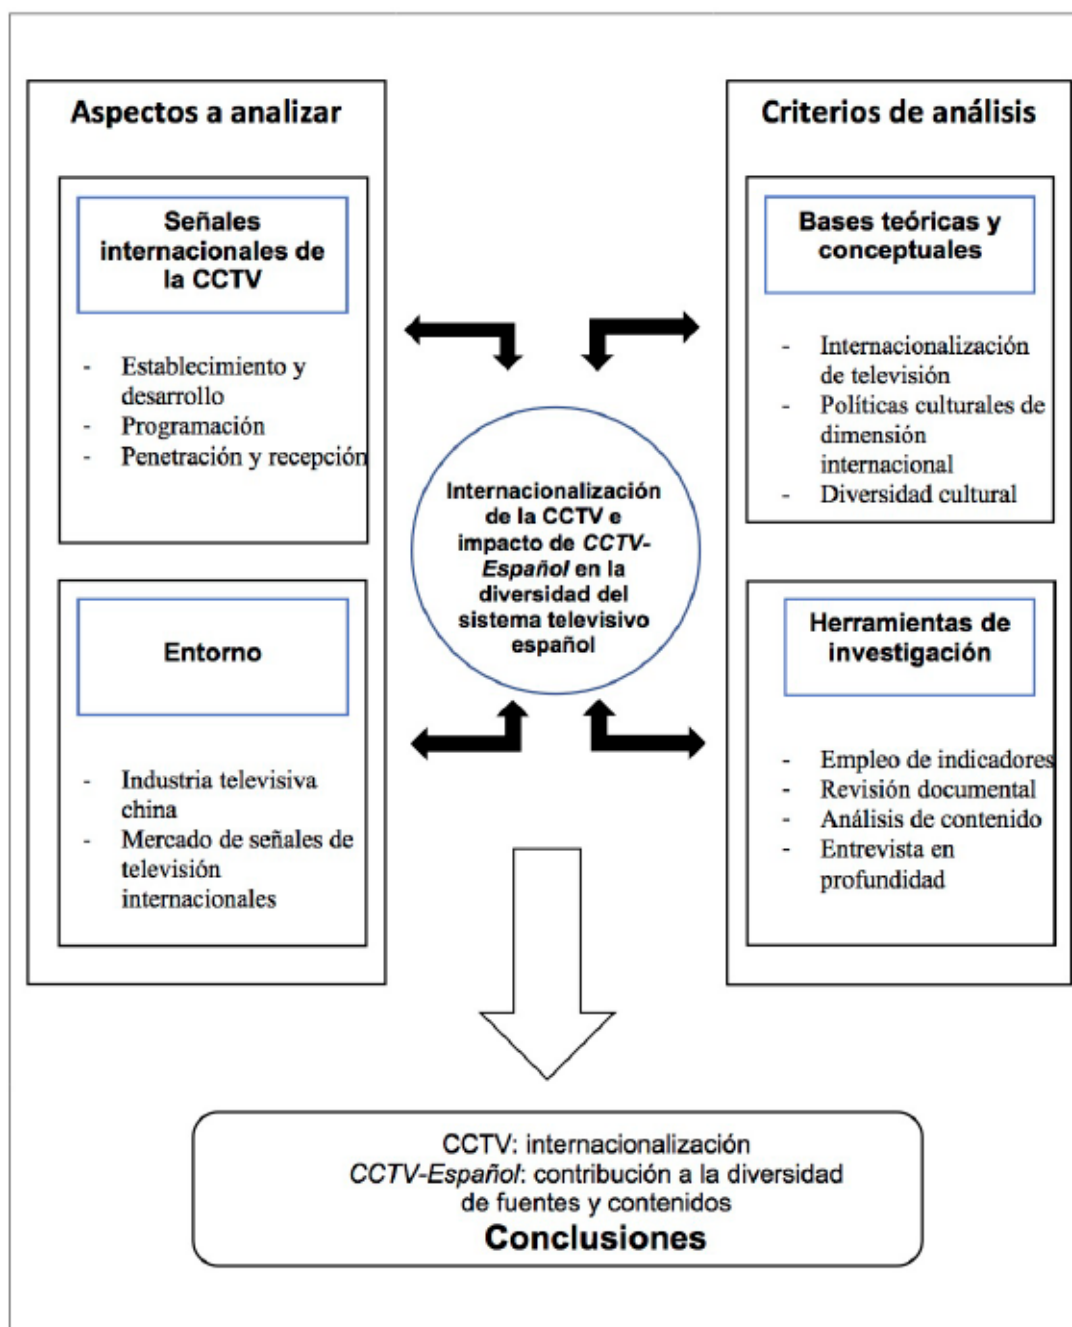 Aspectos a analizar
Señales
internacionales de
la CCTV
- Establecimiento y
desarrollo
- Programación
- Penetración y recepción
Entorno
- Industria televisiva
china
- Mercado de señales de
televisión
internacionales
Internacionalización
de la CCTV e
impacto de CCTV-
Español en la
diversidad del
sistema televisivo
español
Criterios de análisis
Bases teóricas y
conceptuales
- Internacionalización
de televisión
- Políticas culturales de
dimensión
internacional
- Diversidad cultural
Herramientas de
investigación
- Empleo de indicadores
- Revisión documental
- Análisis de contenido
- Entrevista en
profundidad
CCTV: internacionalización
CCTV-Español: contribución a la diversidad
de fuentes y contenidos
Conclusiones